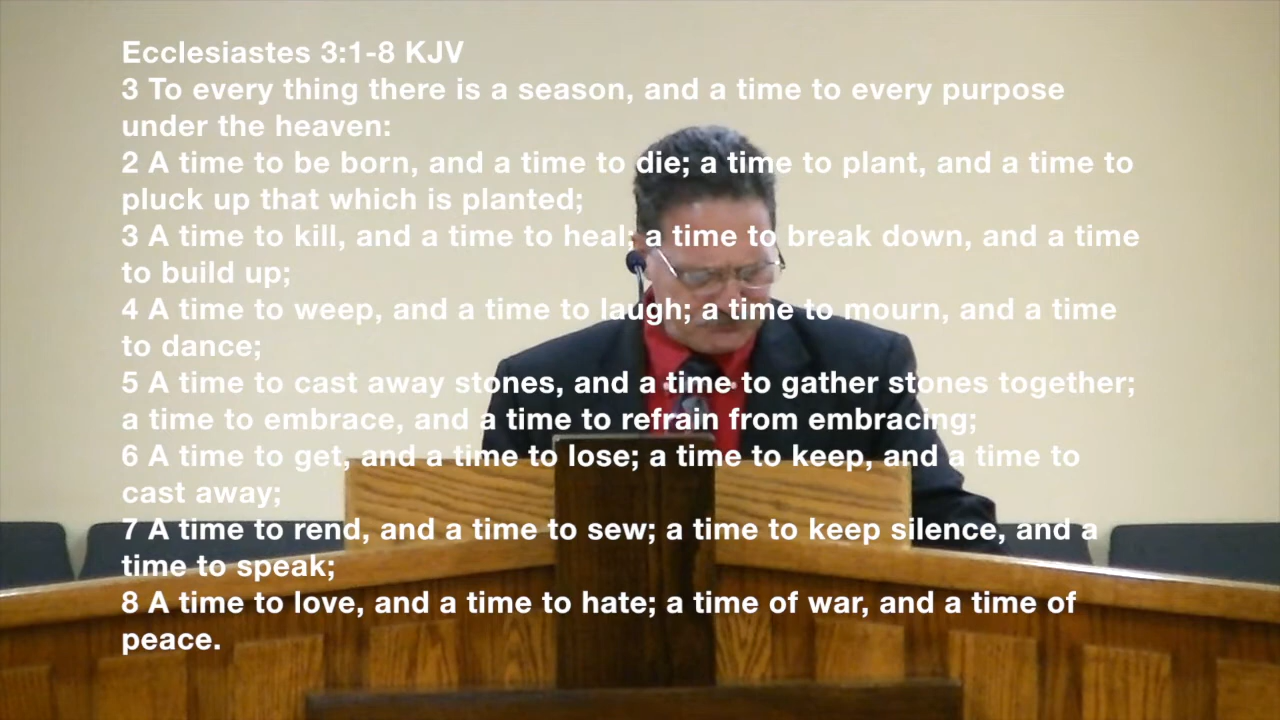 Ecclesiastes 3:1-8 KJV
3 To every thing there is a season, and a time to every purpose
under the heaven:
2 A time to be born, and a time to die; a time to plant, and a time to
pluck up that which is planted;
3 A time to kill, and a time to heal; a time to break down, and a time
to build up;
4 A time to weep, and a time to laugh; a time to mourn, and a time
to dance;
5 A time to cast away stones, and a time to gather stones together;
a time to embrace, and a time to refrain from embracing;
6 A time to get, and a time to lose; a time to keep, and a time to
cast away;
7 A time to rend, and a time to sew; a time to keep silence, and a
time to speak;
8 A time to love, and a time to hate; a time of war, and a time of
peace.